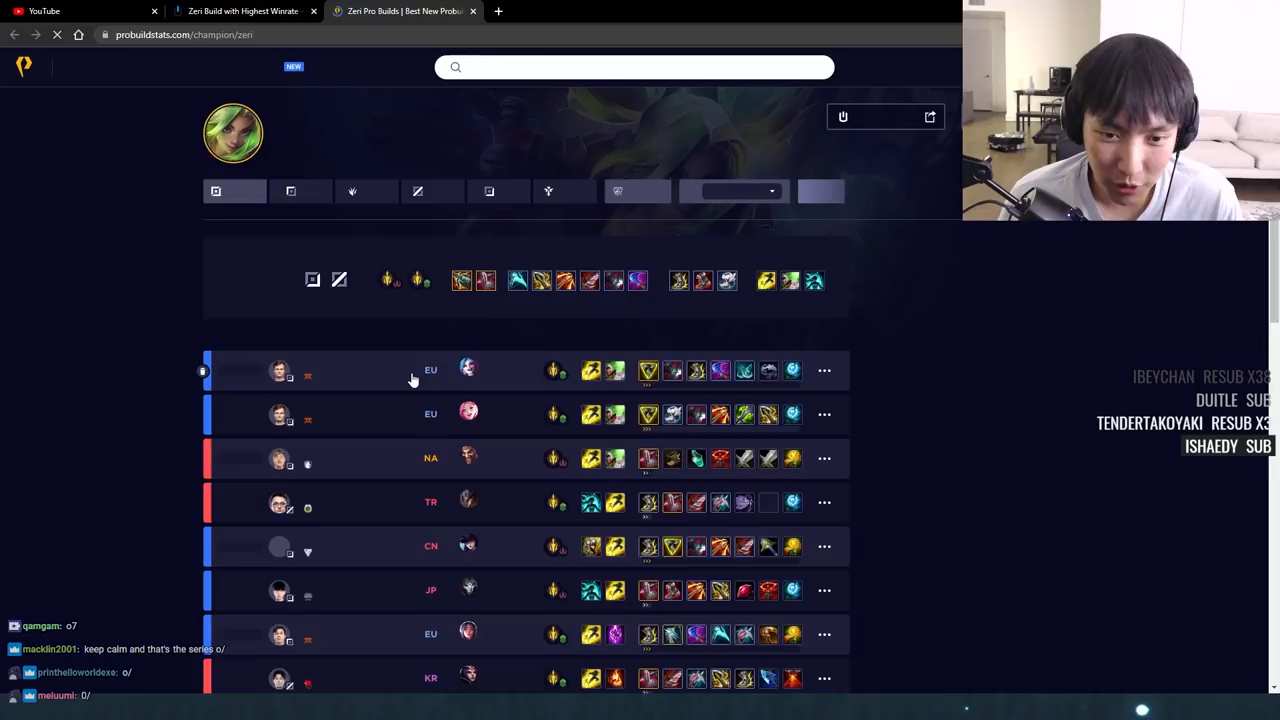 YouTube
Zeri Build with Highest Winrate -
Zeri Pro Builds | Best New Probui
probuildstats.com/champion/zeri
NEW
EU
EU
NA
TR
CN
JP
EU
KR
IBEYCHAN RESUB X38
DUITLE SUB
TENDERTAKOYAKI RESUB X3
ISHAEDY SUB
qamgam: o7
macklin2001: keep calm and that's the series o/
printhelloworldexe: o/
meluumi: 0/